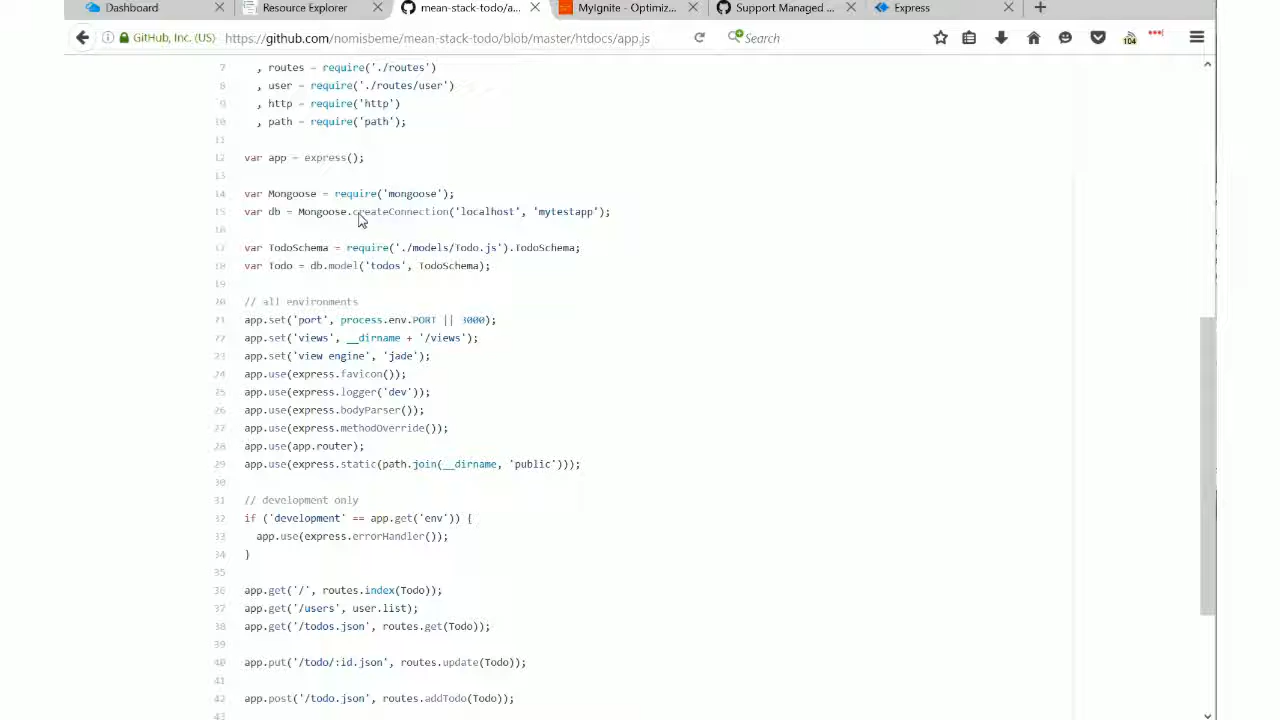 Dashboard
Resource Explorer
mean-stack-todo/a...
MyIgnite - Optimiz...
Support Managed ...
Express
GitHub, Inc. (US)
https://github.com/nomisbeme/mean-stack-todo/blob/master/htdocs/app.js
Search
104
7 , routes = require('./routes')
8 , user = require('./routes/user')
9 , http = require('http')
10 , path = require('path');
11
12 var app = express();
13
14 var Mongoose = require('mongoose');
15 var db = Mongoose.createConnection('localhost', 'mytestapp');
16
17 var TodoSchema = require('./models/Todo.js').TodoSchema;
18 var Todo = db.model('todos', TodoSchema);
19
20 // all environments
21 app.set('port', process.env.PORT || 3000);
22 app.set('views', __dirname + '/views');
23 app.set('view engine', 'jade');
24 app.use(express.favicon());
25 app.use(express.logger('dev'));
26 app.use(express.bodyParser());
27 app.use(express.methodOverride());
28 app.use(app.router);
29 app.use(express.static(path.join(__dirname, 'public')));
30
31 // development only
32 if ('development' == app.get('env')) {
33 app.use(express.errorHandler());
34 }
35
36 app.get('/', routes.index(Todo));
37 app.get('/users', user.list);
38 app.get('/todos.json', routes.get(Todo));
39
40 app.put('/todo/:id.json', routes.update(Todo));
41
42 app.post('/todo.json', routes.addTodo(Todo));
43